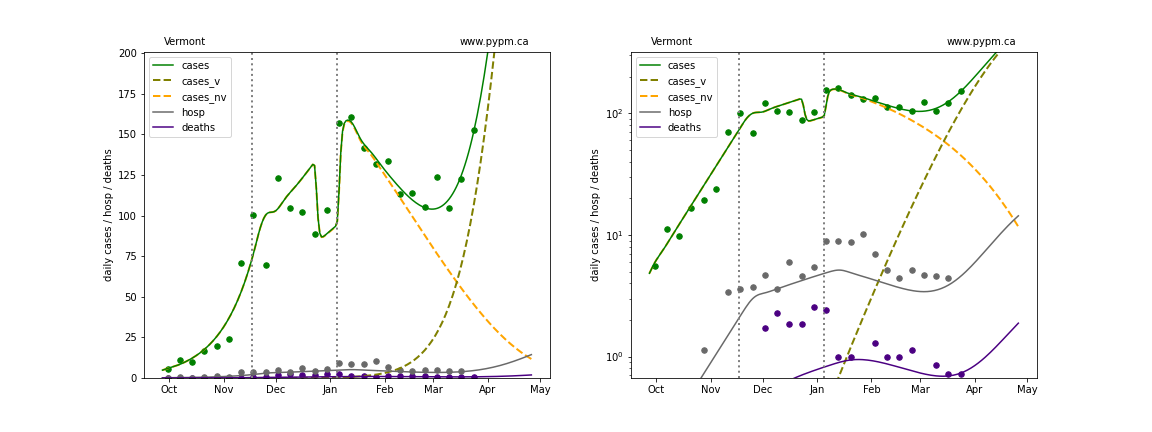 Vermont www.pypm.ca
cases
cases_v
cases_nv
hosp
deaths
daily cases / hosp / deaths
200
175
150
125
100
75
50
25
0
Oct Nov Dec Jan Feb Mar Apr May
Vermont www.pypm.ca
cases
cases_v
cases_nv
hosp
deaths
daily cases / hosp / deaths
10²
10¹
10⁰
Oct Nov Dec Jan Feb Mar Apr May